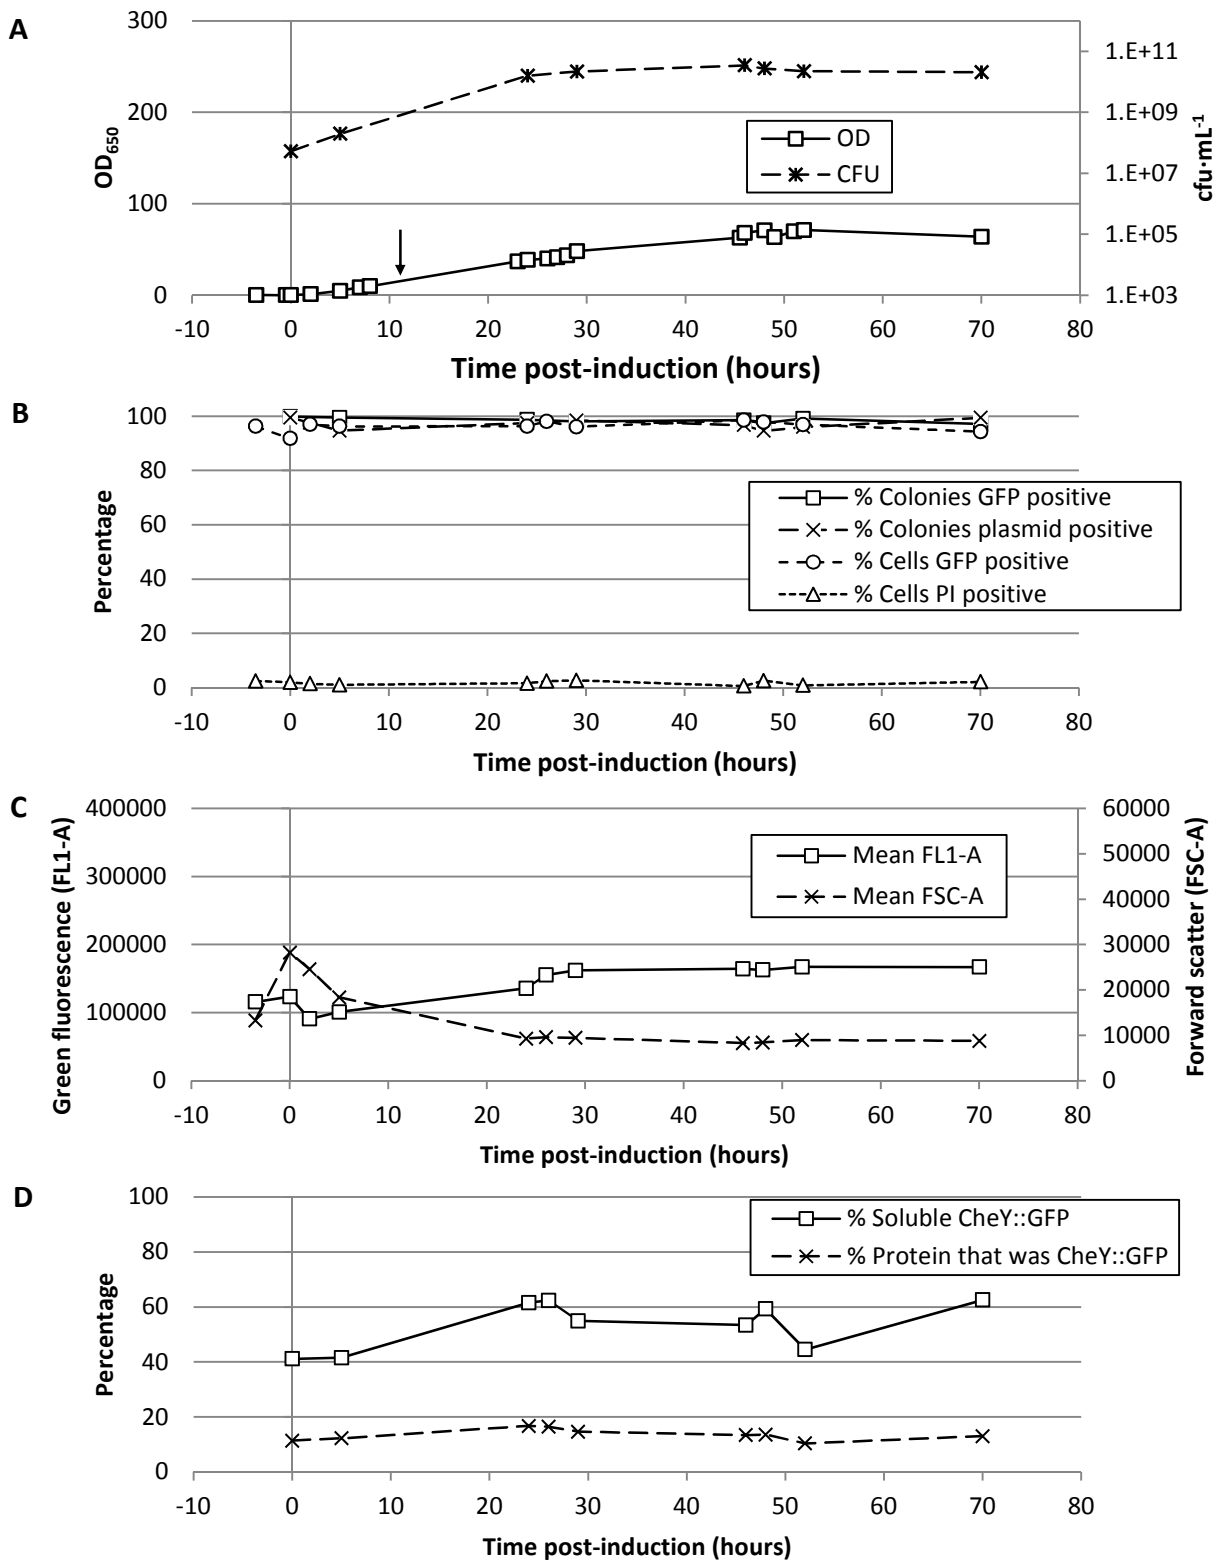 A
300
250
200
150
100
50
0
OD650
1.E+11
1.E+09
1.E+07
1.E+05
1.E+03
cfu·mL-1
OD
CFU
-10 0 10 20 30 40 50 60 70 80
Time post-induction (hours)
B
100
80
60
40
20
0
Percentage
% Colonies GFP positive
% Colonies plasmid positive
% Cells GFP positive
% Cells PI positive
-10 0 10 20 30 40 50 60 70 80
Time post-induction (hours)
C
400000
300000
200000
100000
0
Green fluorescence (FL1-A)
60000
50000
40000
30000
20000
10000
0
Forward scatter (FSC-A)
Mean FL1-A
Mean FSC-A
-10 0 10 20 30 40 50 60 70 80
Time post-induction (hours)
D
100
80
60
40
20
0
Percentage
% Soluble CheY::GFP
% Protein that was CheY::GFP
-10 0 10 20 30 40 50 60 70 80
Time post-induction (hours)